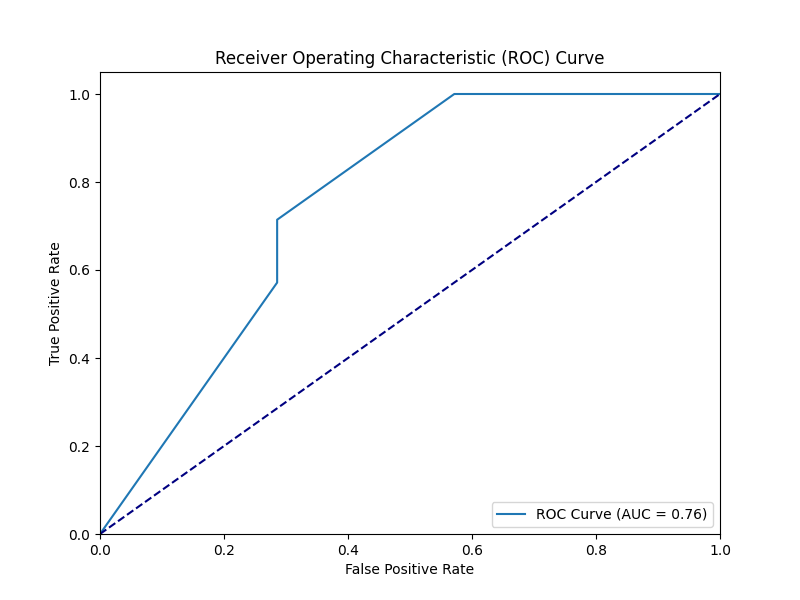 Receiver Operating Characteristic (ROC) Curve
1.0
0.8
0.6
0.4
0.2
0.0
True Positive Rate
ROC Curve (AUC = 0.76)
0.0 0.2 0.4 0.6 0.8 1.0
False Positive Rate